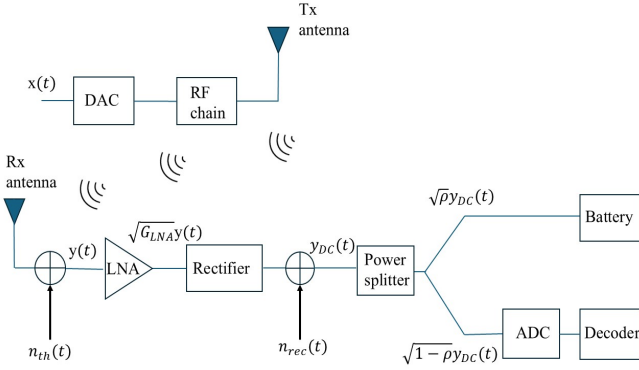 Tx
antenna
x(t)
DAC
RF
chain
Rx
antenna
y(t)
√G_LNA y(t)
LNA
Rectifier
y_DC(t)
Power
splitter
√ρ y_DC(t)
Battery
√1 − ρ y_DC(t)
ADC
Decoder
n_th(t)
n_rec(t)